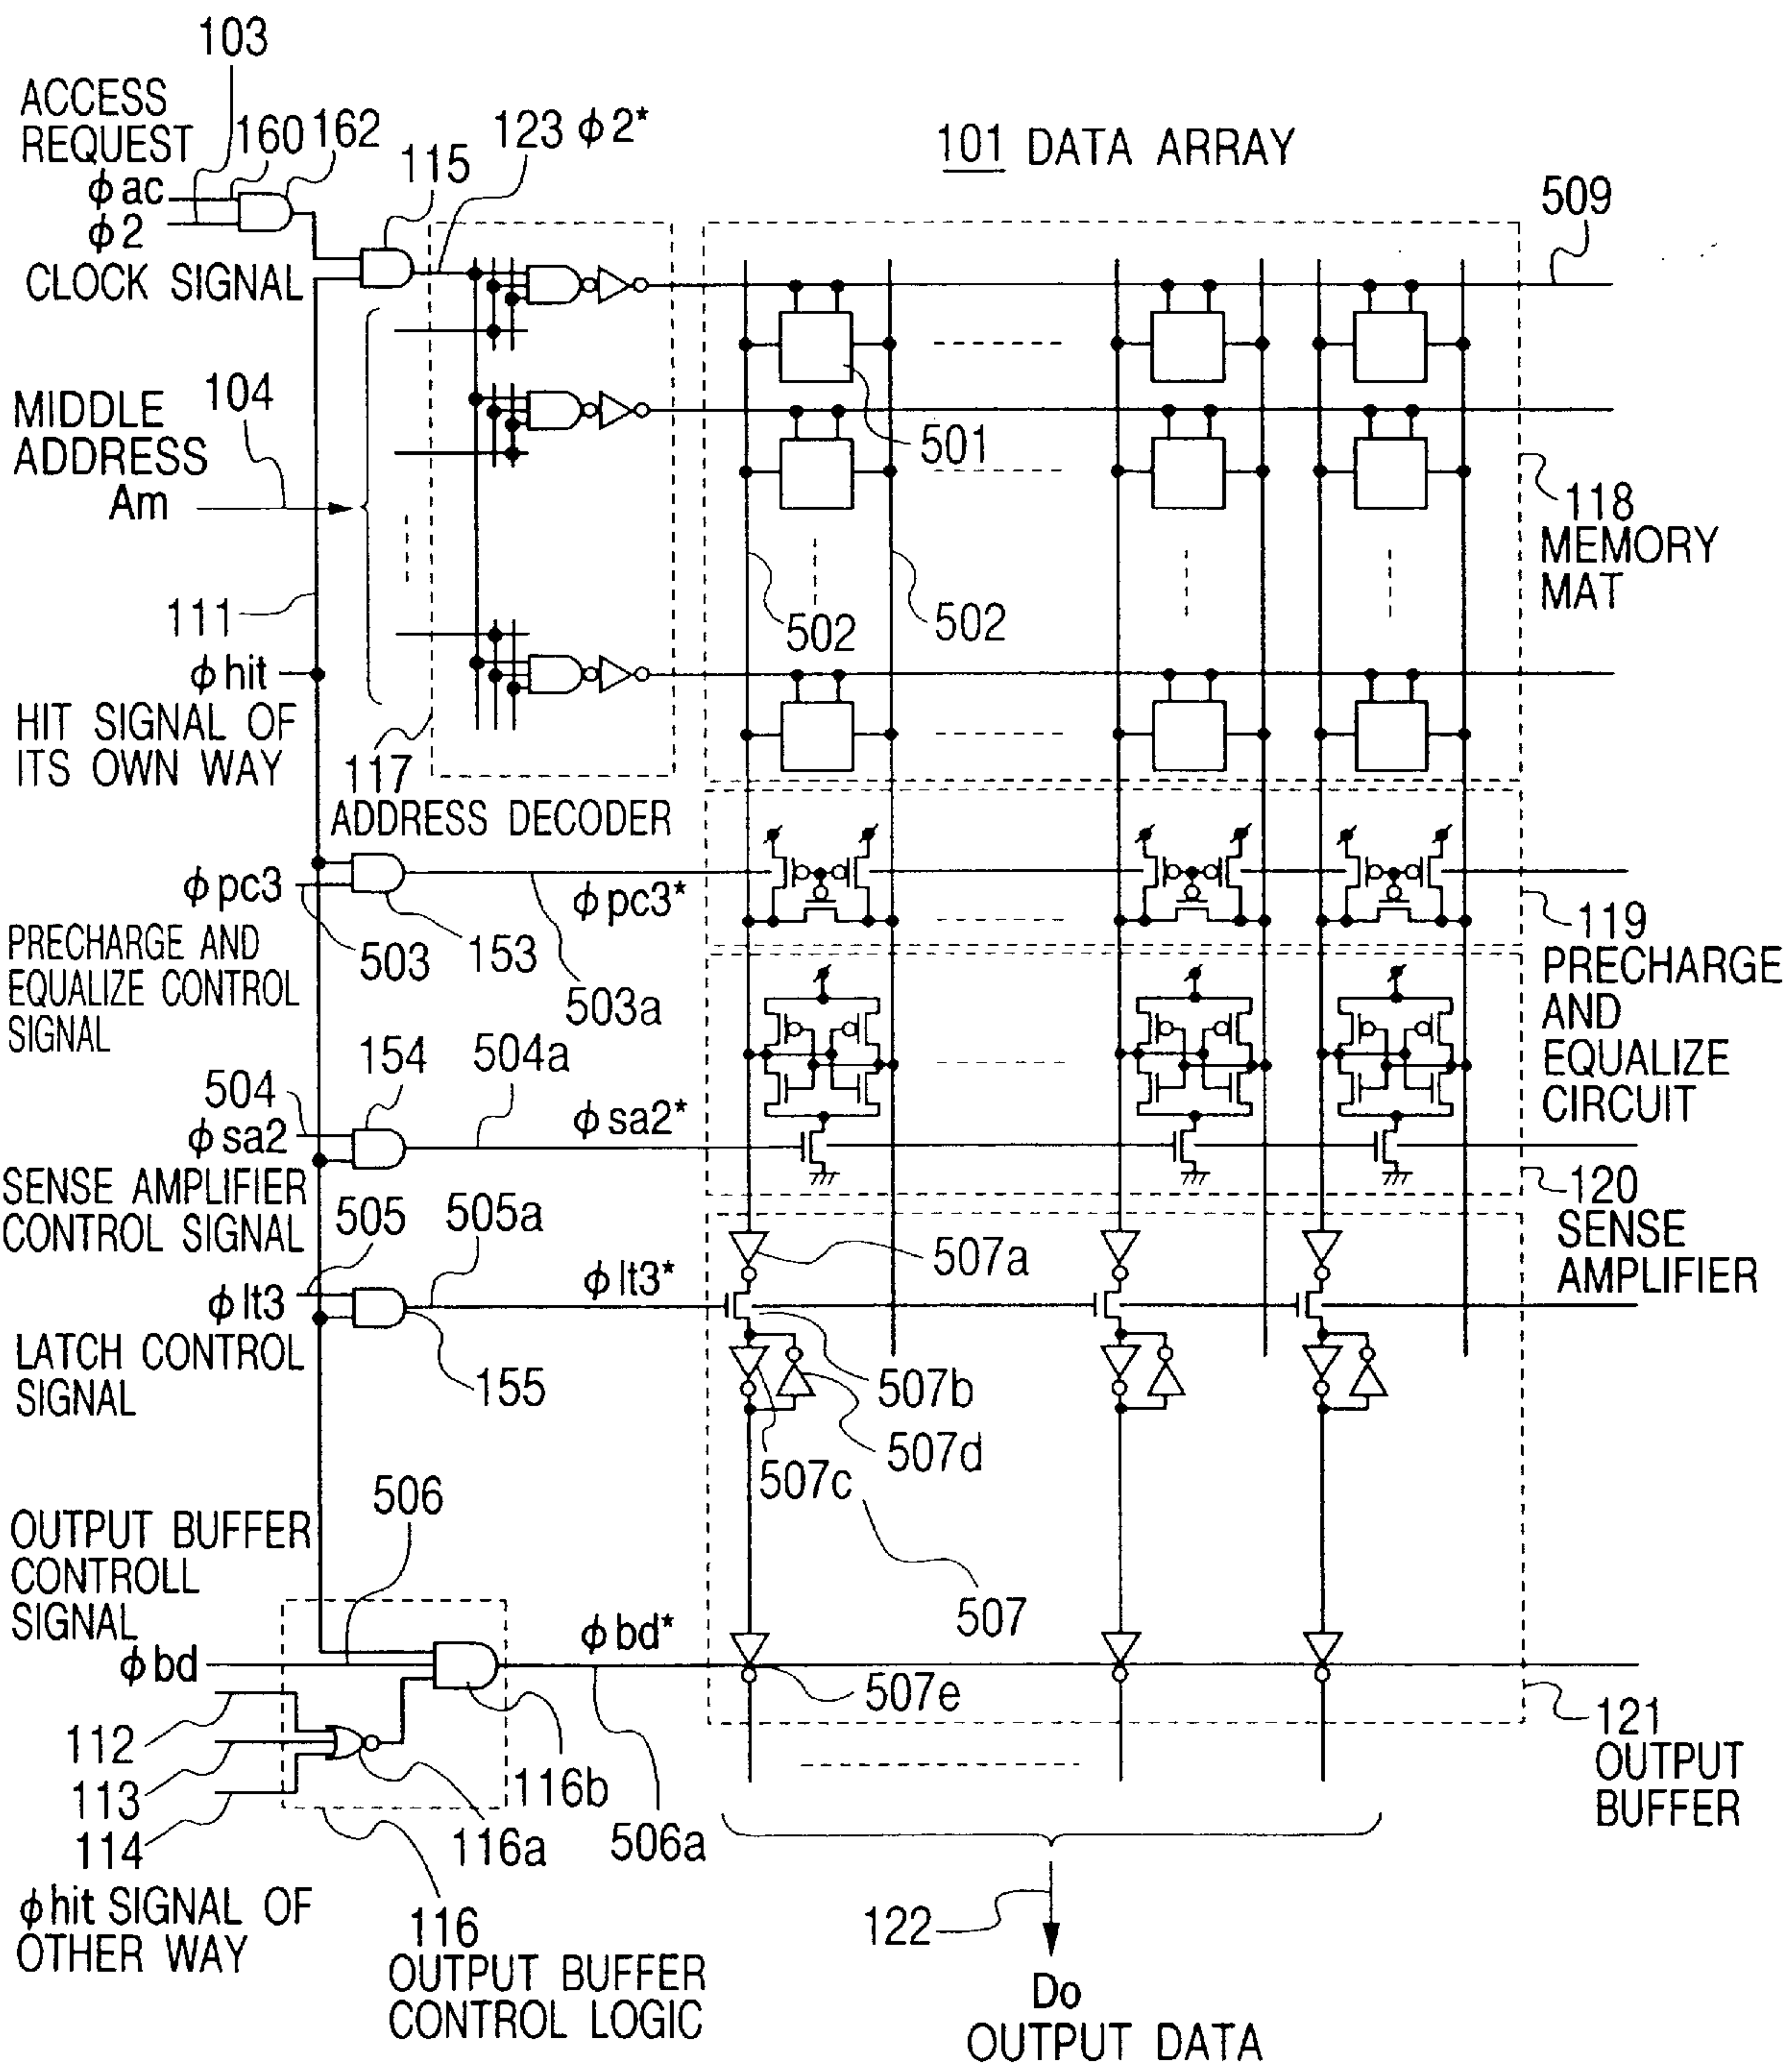 103
ACCESS
REQUEST
160 162
ϕac
ϕ2
CLOCK SIGNAL
115
123 ϕ2*
101 DATA ARRAY
509
MIDDLE
ADDRESS
Am
104
501
118
MEMORY
MAT
111
502
502
ϕhit
HIT SIGNAL OF
ITS OWN WAY
117
ADDRESS DECODER
ϕpc3
503
153
ϕpc3*
503a
PRECHARGE AND
EQUALIZE CONTROL
SIGNAL
119
PRECHARGE
AND
EQUALIZE
CIRCUIT
504
154
504a
ϕsa2
ϕsa2*
SENSE AMPLIFIER
CONTROL SIGNAL
120
SENSE
AMPLIFIER
505
505a
507a
ϕlt3
ϕlt3*
LATCH CONTROL
SIGNAL
155
507b
507d
507c
507
506
OUTPUT BUFFER
CONTROLL
SIGNAL
ϕbd
ϕbd*
507e
112
113
114
116b
116a
506a
121
OUTPUT
BUFFER
ϕhit SIGNAL OF
OTHER WAY
116
OUTPUT BUFFER
CONTROL LOGIC
122
Do
OUTPUT DATA